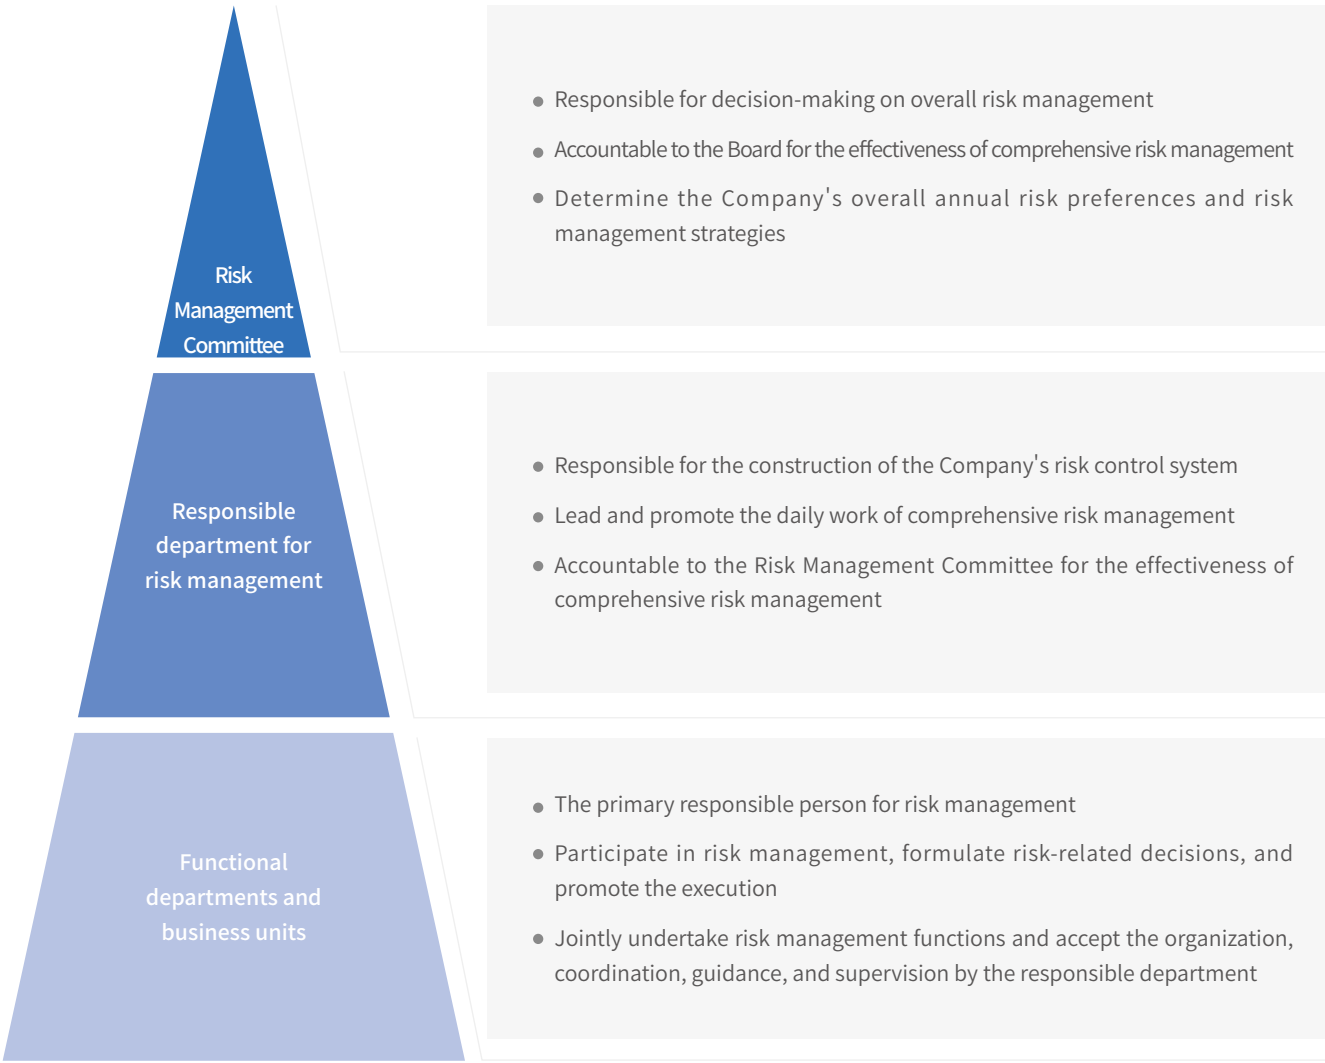 Risk
Management
Committee
● Responsible for decision-making on overall risk management
● Accountable to the Board for the effectiveness of comprehensive risk management
● Determine the Company's overall annual risk preferences and risk
management strategies
Responsible
department for
risk management
● Responsible for the construction of the Company's risk control system
● Lead and promote the daily work of comprehensive risk management
● Accountable to the Risk Management Committee for the effectiveness of
comprehensive risk management
Functional
departments and
business units
● The primary responsible person for risk management
● Participate in risk management, formulate risk-related decisions, and
promote the execution
● Jointly undertake risk management functions and accept the organization,
coordination, guidance, and supervision by the responsible department